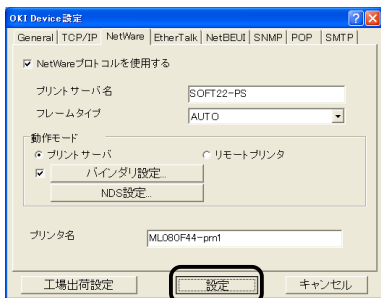 OKI Device設定
General TCP/IP NetWare EtherTalk NetBEUI SNMP POP SMTP
NetWareプロトコルを使用する
プリントサーバ名 SOFT22-PS
フレームタイプ AUTO
動作モード
プリントサーバ リモートプリンタ
バインダリ設定...
NDS設定...
プリンタ名 ML080F44-prn1
工場出荷設定 設定 キャンセル